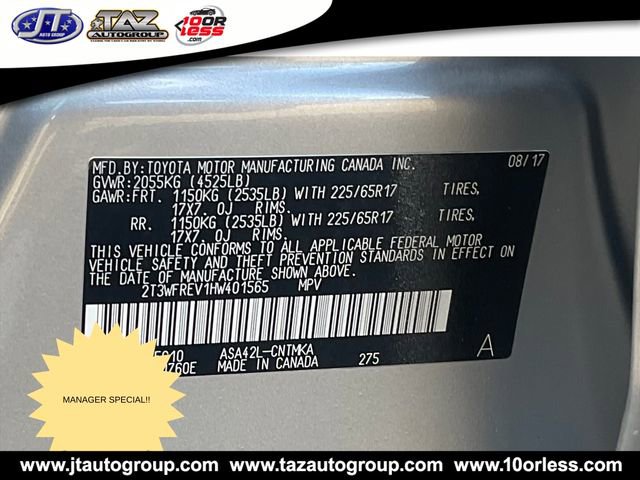 JT
AUTO GROUP
TAZ
AUTOGROUP
10 OR
LESS
.COM
MFD.BY:TOYOTA MOTOR MANUFACTURING CANADA INC. 08/17
GVWR:2055KG (4525LB)
GAWR:FRT. 1150KG (2535LB) WITH 225/65R17 TIRES,
17X7 0J RIMS.
RR. 1150KG (2535LB) WITH 225/65R17 TIRES,
17X7 0J RIMS.
THIS VEHICLE CONFORMS TO ALL APPLICABLE FEDERAL MOTOR
VEHICLE SAFETY AND THEFT PREVENTION STANDARDS IN EFFECT ON
THE DATE OF MANUFACTURE SHOWN ABOVE.
2T3WFREV1HW401565 MPV
ASA42L-CNTMKA
760E MADE IN CANADA 275 A
MANAGER SPECIAL!!
www.jtautogroup.com www.tazautogroup.com www.10orless.com